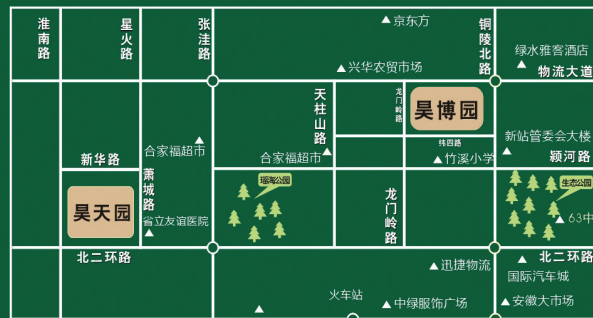 淮南路
星火路
张洼路
京东方
铜陵北路
绿水雅客酒店
物流大道
兴华农贸市场
天柱山路
龙门岭路
昊博园
纬四路
新站管委会大楼
颍河路
合家福超市
新华路
合家福超市
竹溪小学
萧城路
瑶海公园
生态公园
昊天园
省立友谊医院
龙门岭路
63中
北二环路
北二环路
迅捷物流
国际汽车城
火车站
中绿服饰广场
安徽大市场